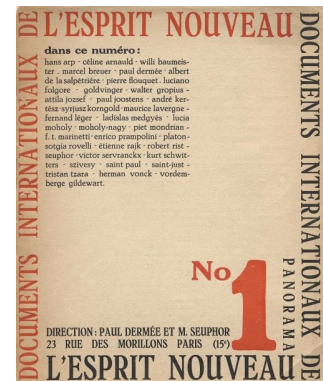 DOCUMENTS INTERNATIONAUX DE
L'ESPRIT NOUVEAU
DOCUMENTS INTERNATIONAUX
dans ce numéro :
hans arp - céline arnauld - willi baumeis-
ter . marcel breuer - paul dermée - albert
de la salpêtrière - pierre flouquet . luciano
folgore - goldvinger - walter gropius -
attila jozsef - paul joostens - andré ker-
tész-syrjusz korngold-maurice lavergne -
fernand léger - ladislas medgyés - lucia
moholy - moholy-nagy - piet mondrian -
f. t. marinetti - enrico prampolini - platon-
sotgia rovelli - étienne rajk - robert rist -
seuphor - victor servranckx - kurt schwit-
ters - szivesy - saint paul - saint-just -
tristan tzara - herman vonck - vordem-
berge gildewart.
No 1
PANORAMA
DIRECTION : PAUL DERMÉE ET M. SEUPHOR
23 RUE DES MORILLONS PARIS (15e)
L'ESPRIT NOUVEAU
DE